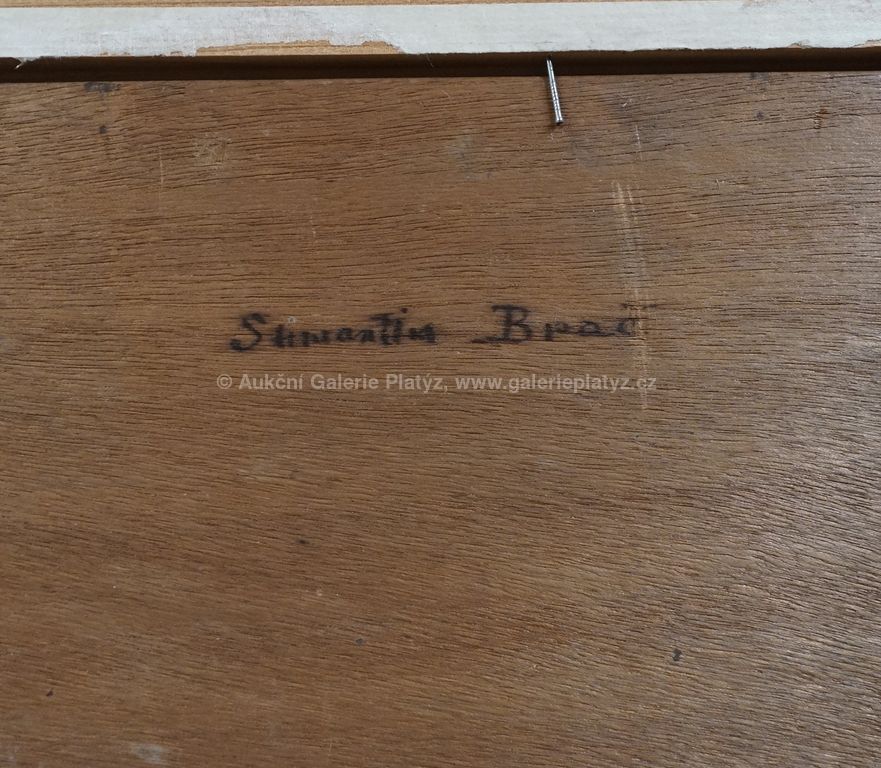 Sumartin Brač
© Aukční Galerie Platýz, www.galerieplatyz.cz